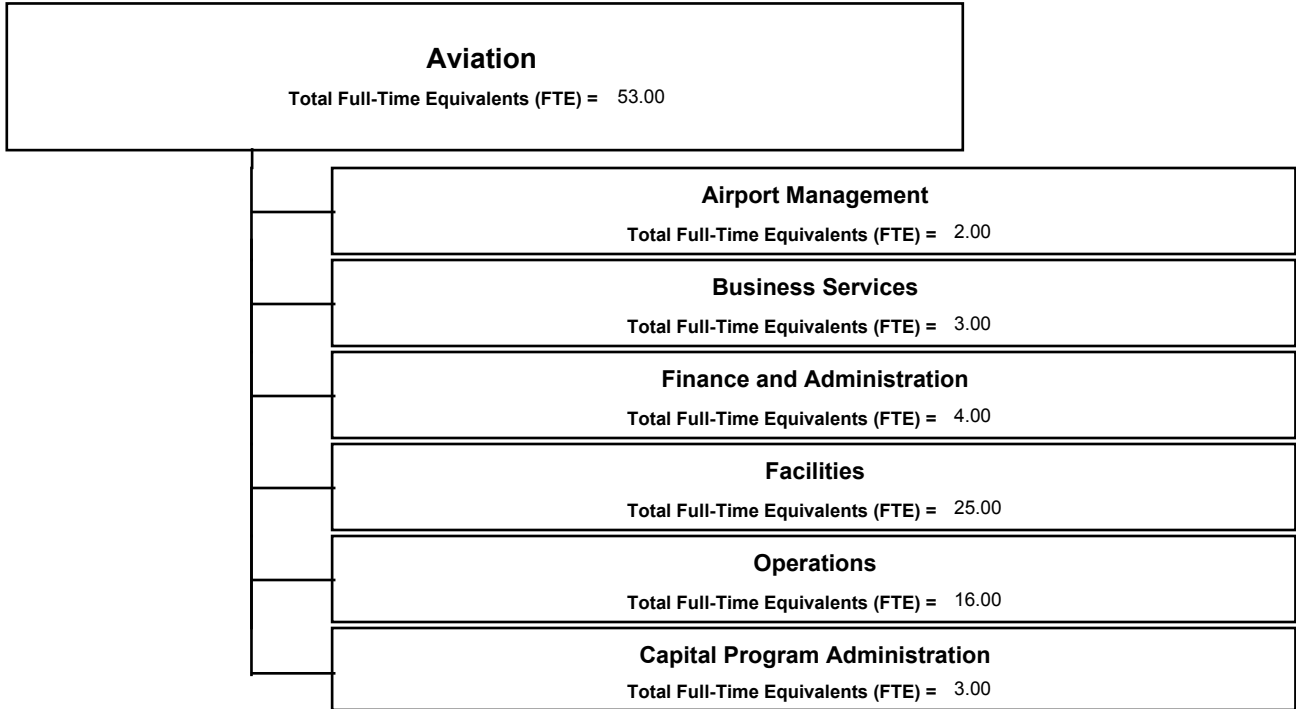 Aviation
Total Full-Time Equivalents (FTE) = 53.00
Airport Management
Total Full-Time Equivalents (FTE) = 2.00
Business Services
Total Full-Time Equivalents (FTE) = 3.00
Finance and Administration
Total Full-Time Equivalents (FTE) = 4.00
Facilities
Total Full-Time Equivalents (FTE) = 25.00
Operations
Total Full-Time Equivalents (FTE) = 16.00
Capital Program Administration
Total Full-Time Equivalents (FTE) = 3.00